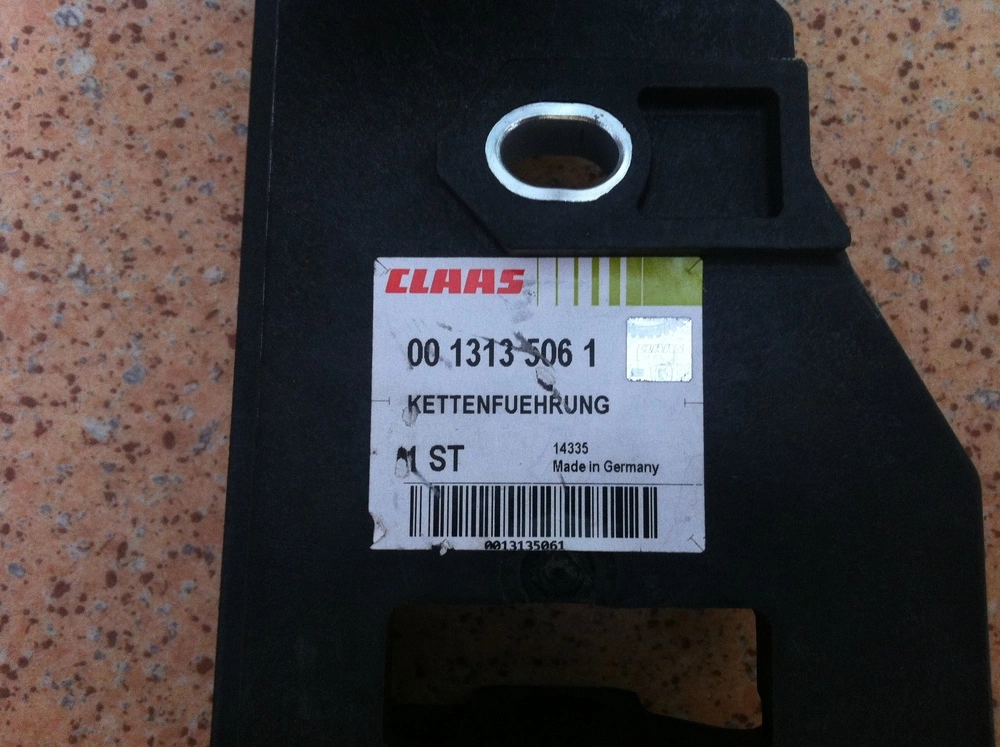 CLAAS
00 1313 506 1
KETTENFUEHRUNG
1 ST
14335
Made in Germany
0013135061